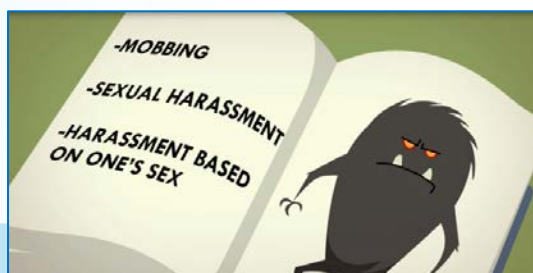 -MOBBING
-SEXUAL HARASSMENT
-HARASSMENT BASED
ON ONE'S SEX